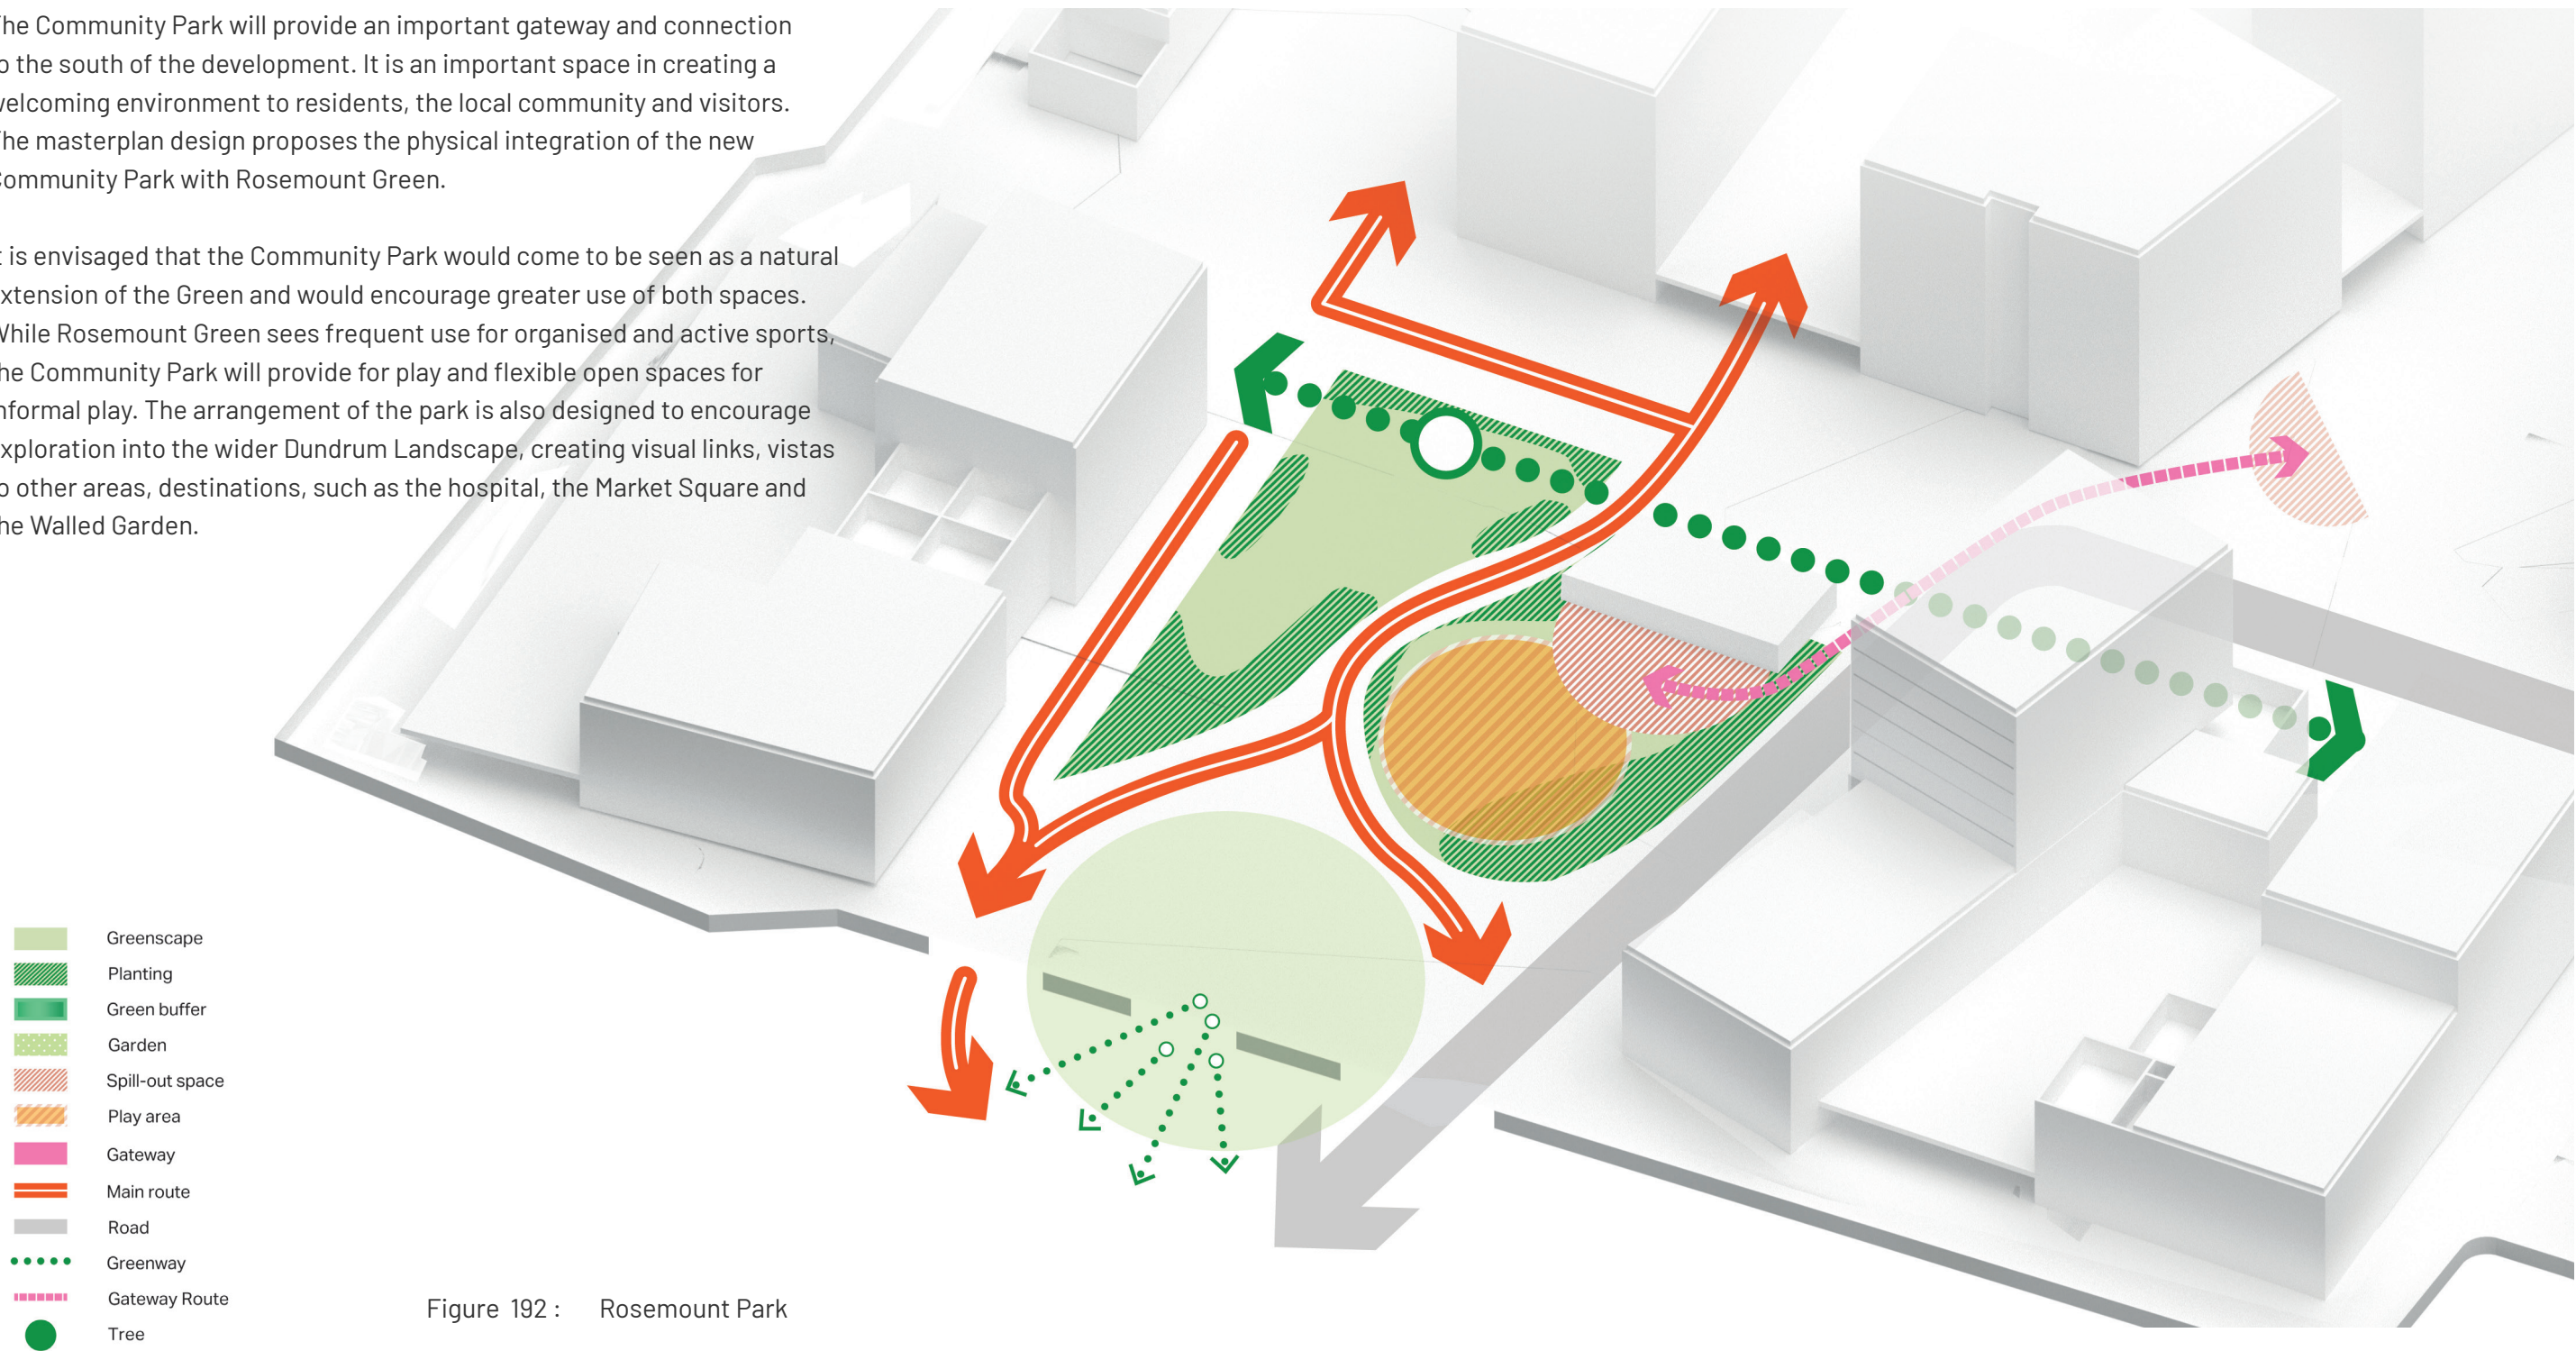 he Community Park will provide an important gateway and connection
o the south of the development. It is an important space in creating a
welcoming environment to residents, the local community and visitors.
he masterplan design proposes the physical integration of the new
Community Park with Rosemount Green.
t is envisaged that the Community Park would come to be seen as a natural
xtension of the Green and would encourage greater use of both spaces.
While Rosemount Green sees frequent use for organised and active sports,
he Community Park will provide for play and flexible open spaces for
nformal play. The arrangement of the park is also designed to encourage
xploration into the wider Dundrum Landscape, creating visual links, vistas
o other areas, destinations, such as the hospital, the Market Square and
he Walled Garden.
Greenscape
Planting
Green buffer
Garden
Spill-out space
Play area
Gateway
Main route
Road
Greenway
Gateway Route
Tree
Figure 192 : Rosemount Park